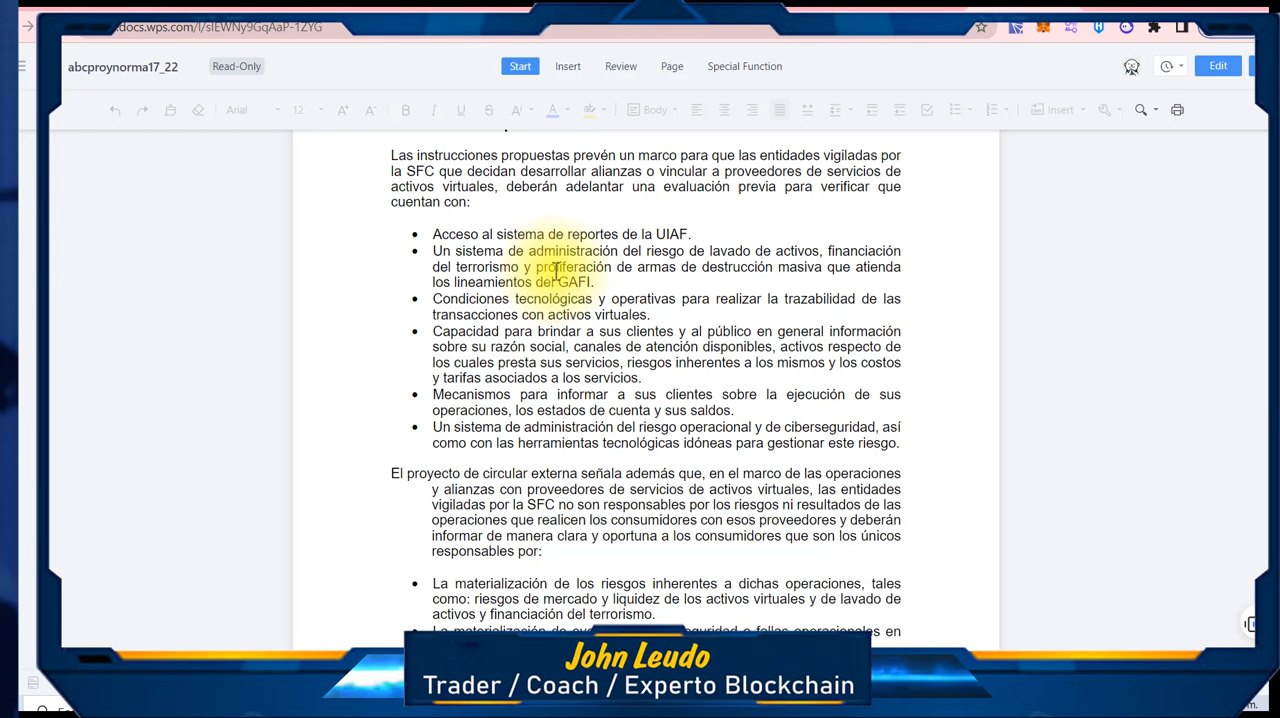 docs.wps.com/l/sIEWNy9GqAaP-1ZYG
abcproynorma17_22
Read-Only
Start
Insert
Review
Page
Special Function
Edit
Arial
12
Body
Insert
Las instrucciones propuestas prevén un marco para que las entidades vigiladas por
la SFC que decidan desarrollar alianzas o vincular a proveedores de servicios de
activos virtuales, deberán adelantar una evaluación previa para verificar que
cuentan con:
• Acceso al sistema de reportes de la UIAF.
• Un sistema de administración del riesgo de lavado de activos, financiación
del terrorismo y proliferación de armas de destrucción masiva que atienda
los lineamientos del GAFI.
• Condiciones tecnológicas y operativas para realizar la trazabilidad de las
transacciones con activos virtuales.
• Capacidad para brindar a sus clientes y al público en general información
sobre su razón social, canales de atención disponibles, activos respecto de
los cuales presta sus servicios, riesgos inherentes a los mismos y los costos
y tarifas asociados a los servicios.
• Mecanismos para informar a sus clientes sobre la ejecución de sus
operaciones, los estados de cuenta y sus saldos.
• Un sistema de administración del riesgo operacional y de ciberseguridad, así
como con las herramientas tecnológicas idóneas para gestionar este riesgo.
El proyecto de circular externa señala además que, en el marco de las operaciones
y alianzas con proveedores de servicios de activos virtuales, las entidades
vigiladas por la SFC no son responsables por los riesgos ni resultados de las
operaciones que realicen los consumidores con esos proveedores y deberán
informar de manera clara y oportuna a los consumidores que son los únicos
responsables por:
• La materialización de los riesgos inherentes a dichas operaciones, tales
como: riesgos de mercado y liquidez de los activos virtuales y de lavado de
activos y financiación del terrorismo.
• La materialización de fallas operacionales en
John Leudo
Trader / Coach / Experto Blockchain